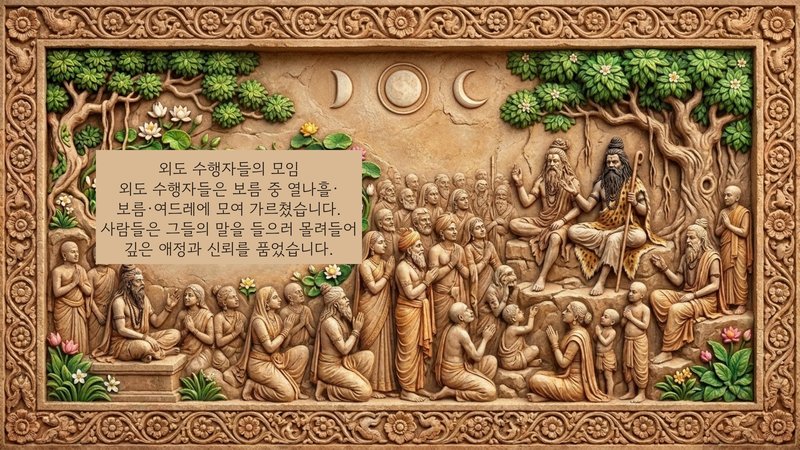 외도 수행자들의 모임
외도 수행자들은 보름 중 열나흘·
보름·여드레에 모여 가르쳤습니다.
사람들은 그들의 말을 들으러 몰려들어
깊은 애정과 신뢰를 품었습니다.